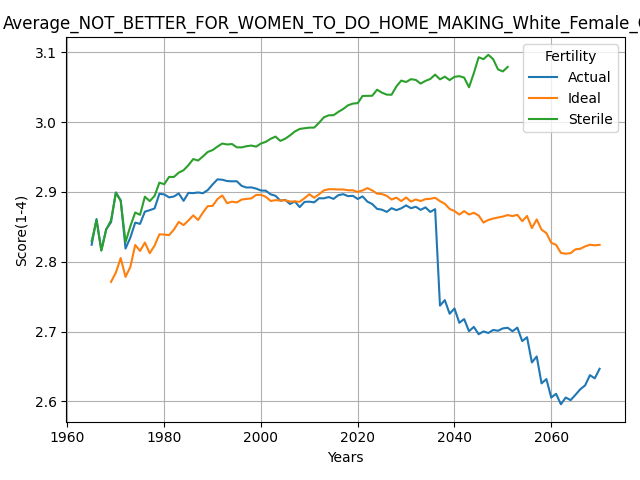 Average_NOT_BETTER_FOR_WOMEN_TO_DO_HOME_MAKING_White_Female_
Fertility
Actual
Ideal
Sterile
Score(1-4)
3.1
3.0
2.9
2.8
2.7
2.6
1960
1980
2000
2020
2040
2060
Years